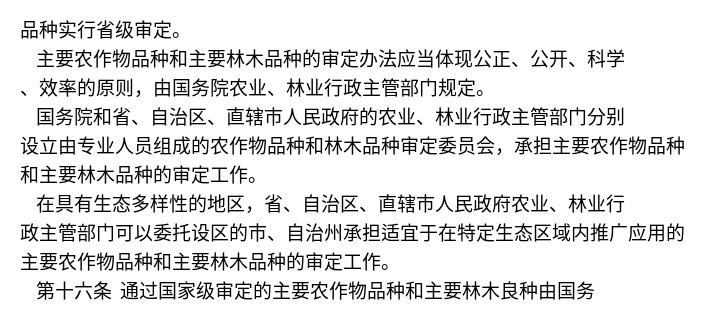 品种实行省级审定。
主要农作物品种和主要林木品种的审定办法应当体现公正、公开、科学
、效率的原则，由国务院农业、林业行政主管部门规定。
国务院和省、自治区、直辖市人民政府的农业、林业行政主管部门分别
设立由专业人员组成的农作物品种和林木品种审定委员会，承担主要农作物品种
和主要林木品种的审定工作。
在具有生态多样性的地区，省、自治区、直辖市人民政府农业、林业行
政主管部门可以委托设区的市、自治州承担适宜于在特定生态区域内推广应用的
主要农作物品种和主要林木品种的审定工作。
第十六条 通过国家级审定的主要农作物品种和主要林木良种由国务